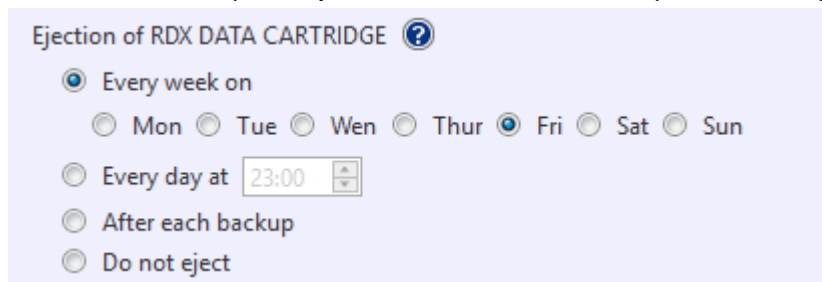 Ejection of RDX DATA CARTRIDGE ?
Every week on
Mon Tue Wen Thur Fri Sat Sun
Every day at 23:00
After each backup
Do not eject